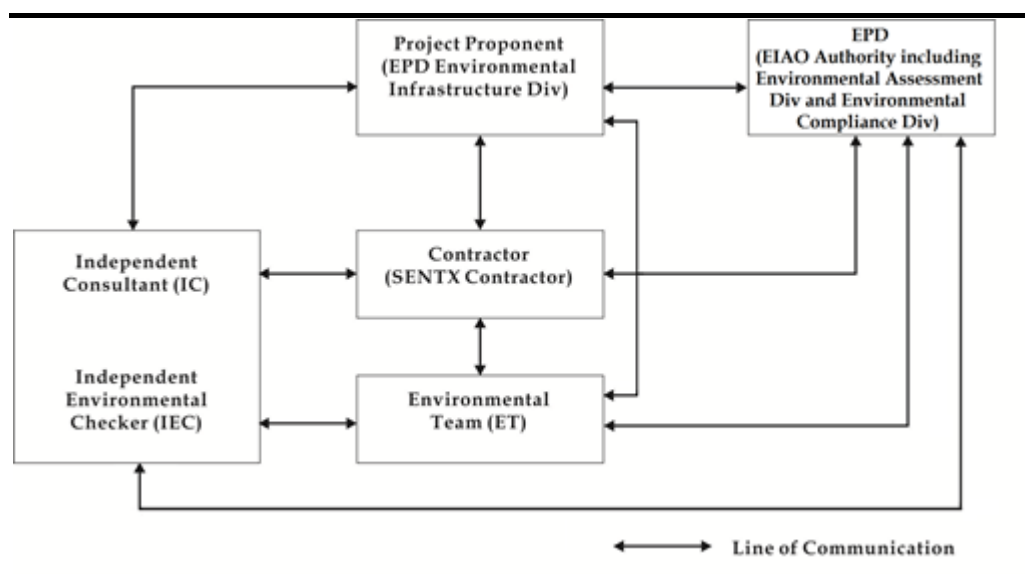 Project Proponent
(EPD Environmental
Infrastructure Div)
EPD
(EIAO Authority including
Environmental Assessment
Div and Environmental
Compliance Div)
Independent
Consultant (IC)
Contractor
(SENTX Contractor)
Independent
Environmental
Checker (IEC)
Environmental
Team (ET)
Line of Communication